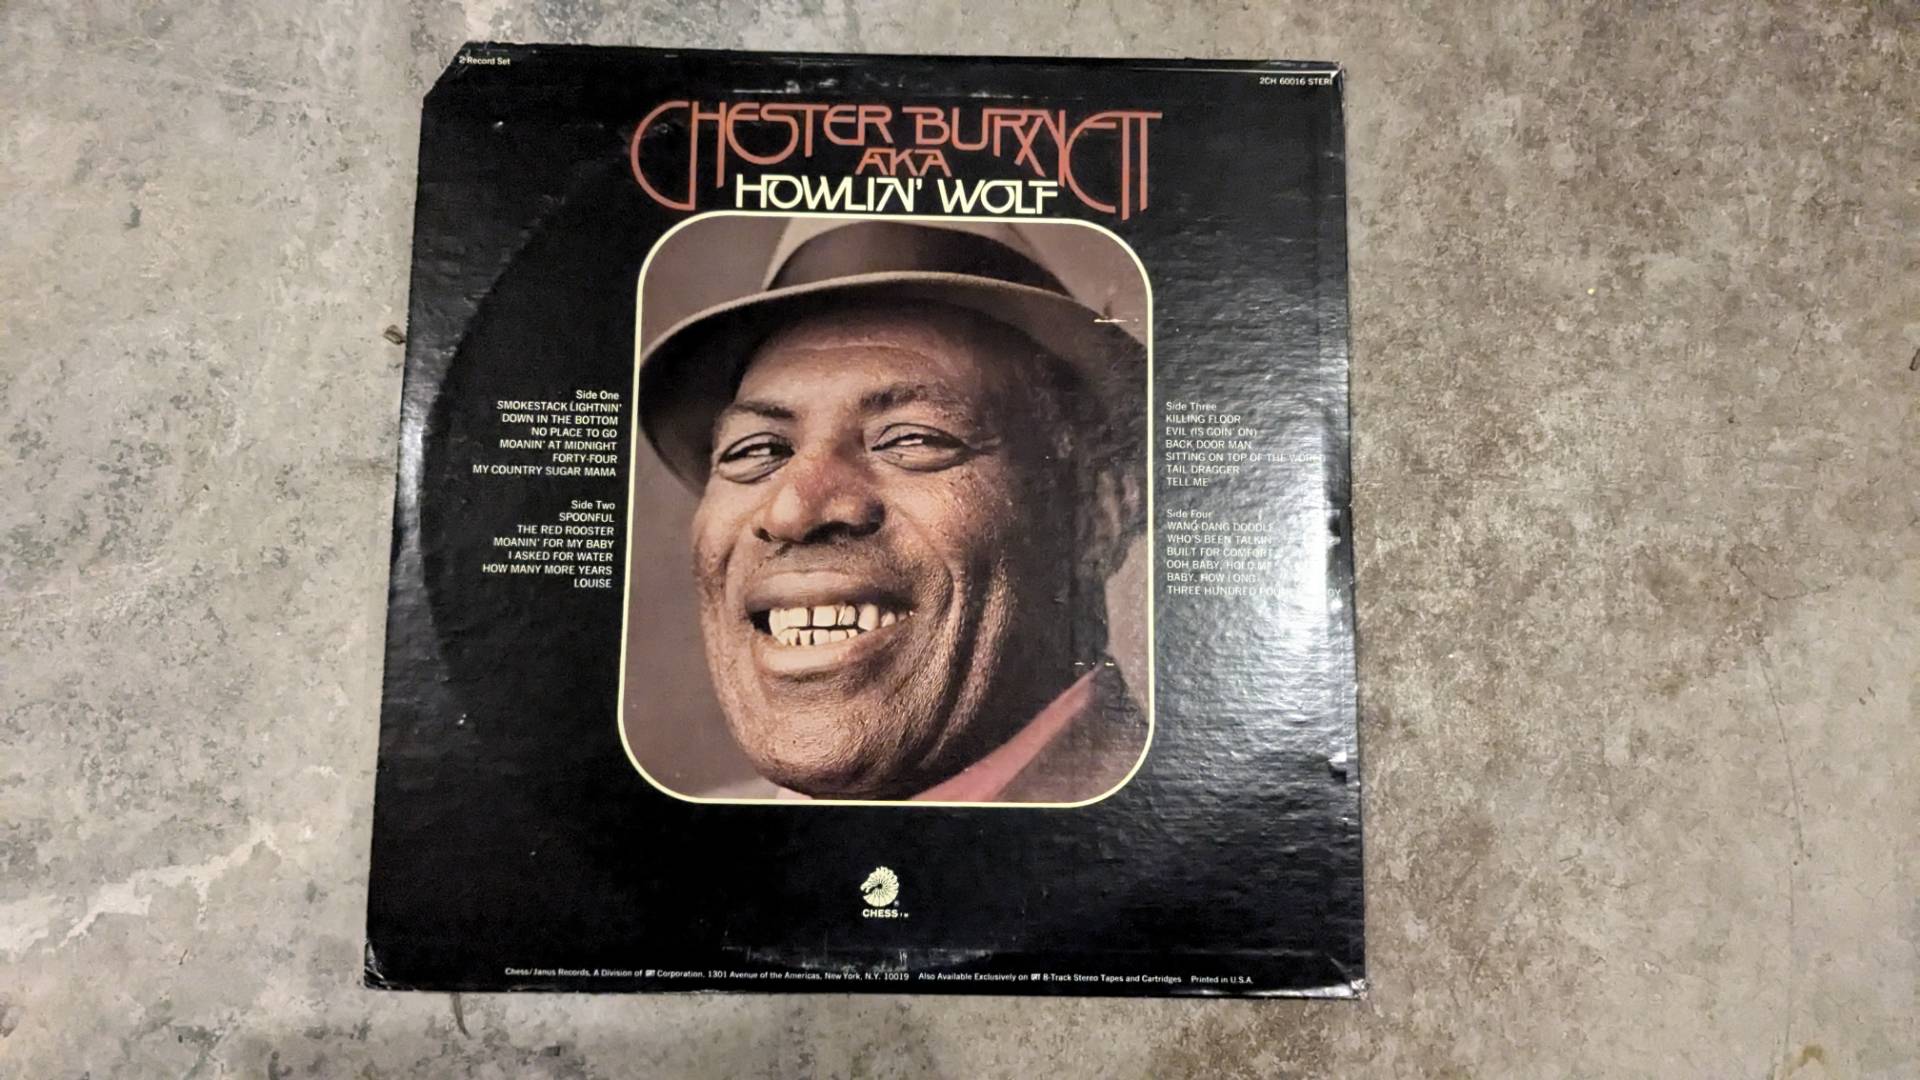 2 Record Set
2CH 60016 STER
CHESTER BURNETT
AKA
HOWLIN' WOLF
Side One
SMOKESTACK LIGHTNIN'
DOWN IN THE BOTTOM
NO PLACE TO GO
MOANIN' AT MIDNIGHT
FORTY-FOUR
MY COUNTRY SUGAR MAMA
Side Two
SPOONFUL
THE RED ROOSTER
MOANIN' FOR MY BABY
I ASKED FOR WATER
HOW MANY MORE YEARS
LOUISE
Side Three
KILLING FLOOR
EVIL (IS GOIN' ON)
BACK DOOR MAN
SITTING ON TOP OF THE WORLD
TAIL DRAGGER
TELL ME
Side Four
WANG-DANG DOODLE
WHO'S BEEN TALKIN'
BUILT FOR COMFORT
OOH BABY, HOLD ME
BABY, HOW LONG
THREE HUNDRED
CHESS TM
Chess/Janus Records, A Division of GRT Corporation, 1301 Avenue of the Americas, New York, N.Y. 10019 Also Available Exclusively on GRT 8-Track Stereo Tapes and Cartridges Printed in U.S.A.